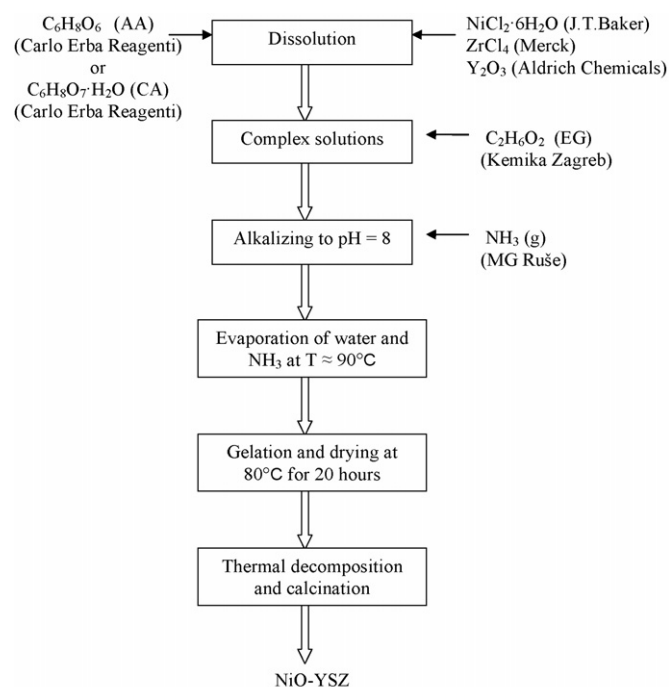 C₆H₈O₆ (AA)
(Carlo Erba Reagenti)
or
C₆H₈O₇·H₂O (CA)
(Carlo Erba Reagenti)
Dissolution
NiCl₂·6H₂O (J.T.Baker)
ZrCl₄ (Merck)
Y₂O₃ (Aldrich Chemicals)
Complex solutions
C₂H₆O₂ (EG)
(Kemika Zagreb)
Alkalizing to pH = 8
NH₃ (g)
(MG Ruše)
Evaporation of water and
NH₃ at T ≈ 90°C
Gelation and drying at
80°C for 20 hours
Thermal decomposition
and calcination
NiO-YSZ